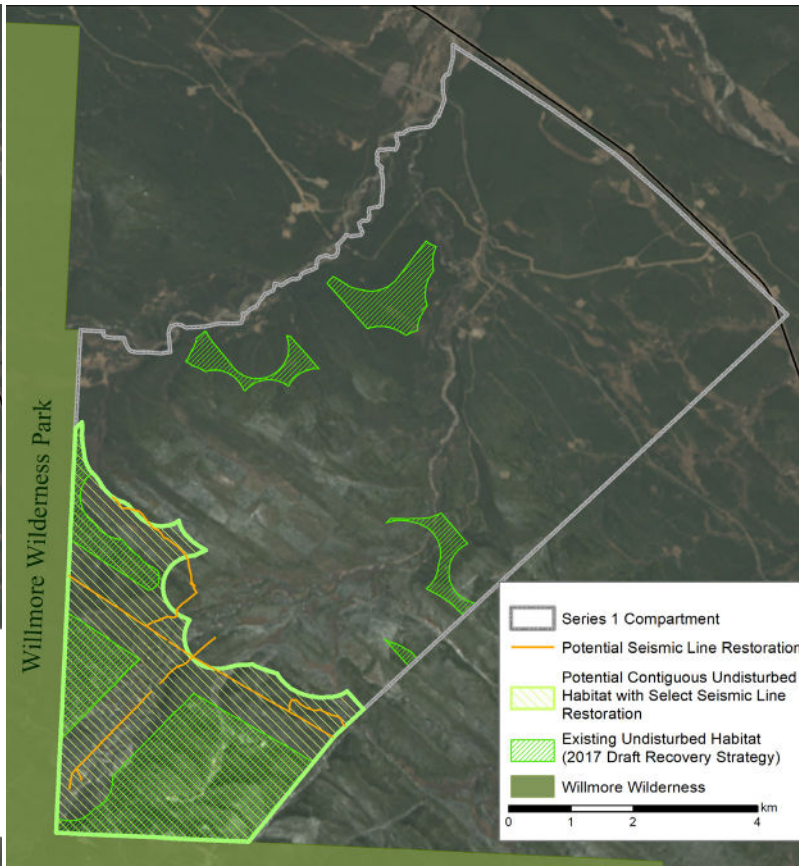 Willmore Wilderness Park
Series 1 Compartment
Potential Seismic Line Restoration
Potential Contiguous Undisturbed
Habitat with Select Seismic Line
Restoration
Existing Undisturbed Habitat
(2017 Draft Recovery Strategy)
Willmore Wilderness
km
0 1 2 4